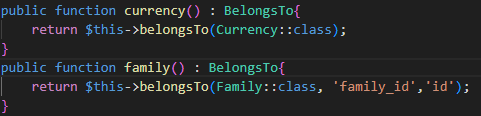 public function currency() : BelongsTo{
    return $this->belongsTo(Currency::class);
}
public function family() : BelongsTo{
    return $this->belongsTo(Family::class, 'family_id','id');
}